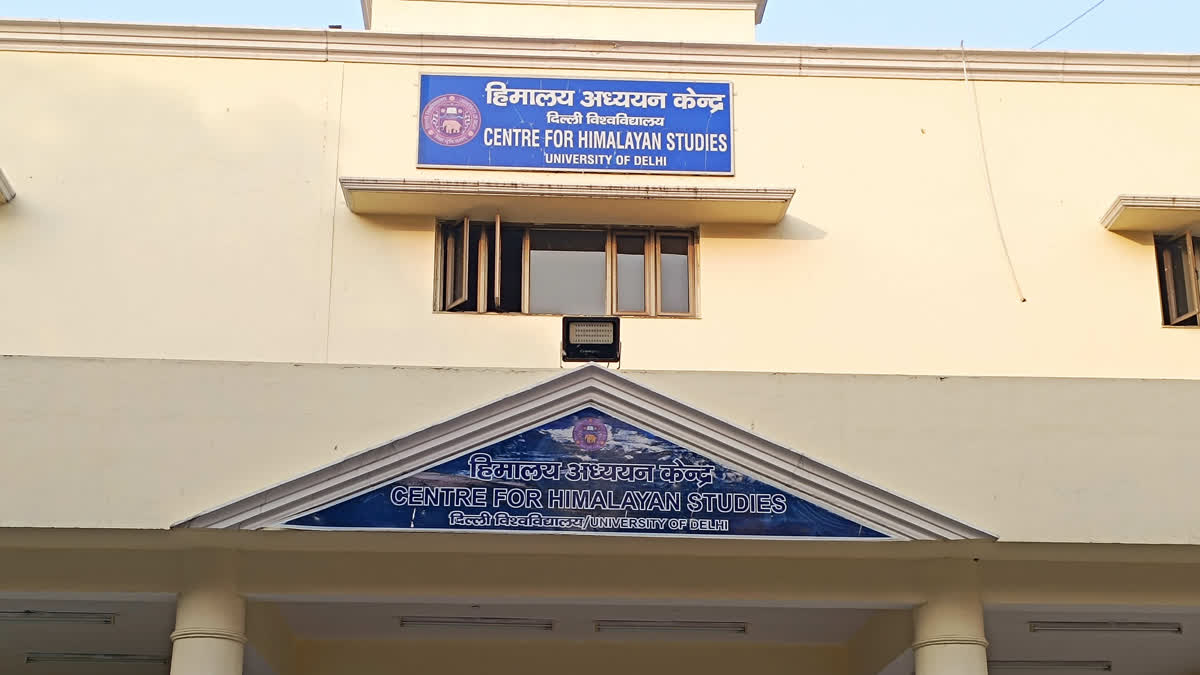 हिमालय अध्ययन केन्द्र
दिल्ली विश्वविद्यालय
CENTRE FOR HIMALAYAN STUDIES
UNIVERSITY OF DELHI
हिमालय अध्ययन केन्द्र
CENTRE FOR HIMALAYAN STUDIES
दिल्ली विश्वविद्यालय/UNIVERSITY OF DELHI